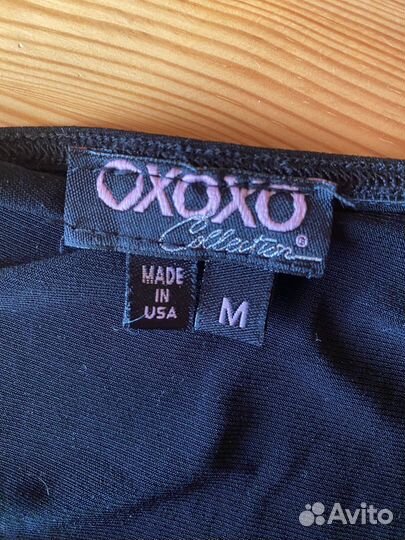 OXOXO
Collection ®
MADE
IN
USA
M
Avito